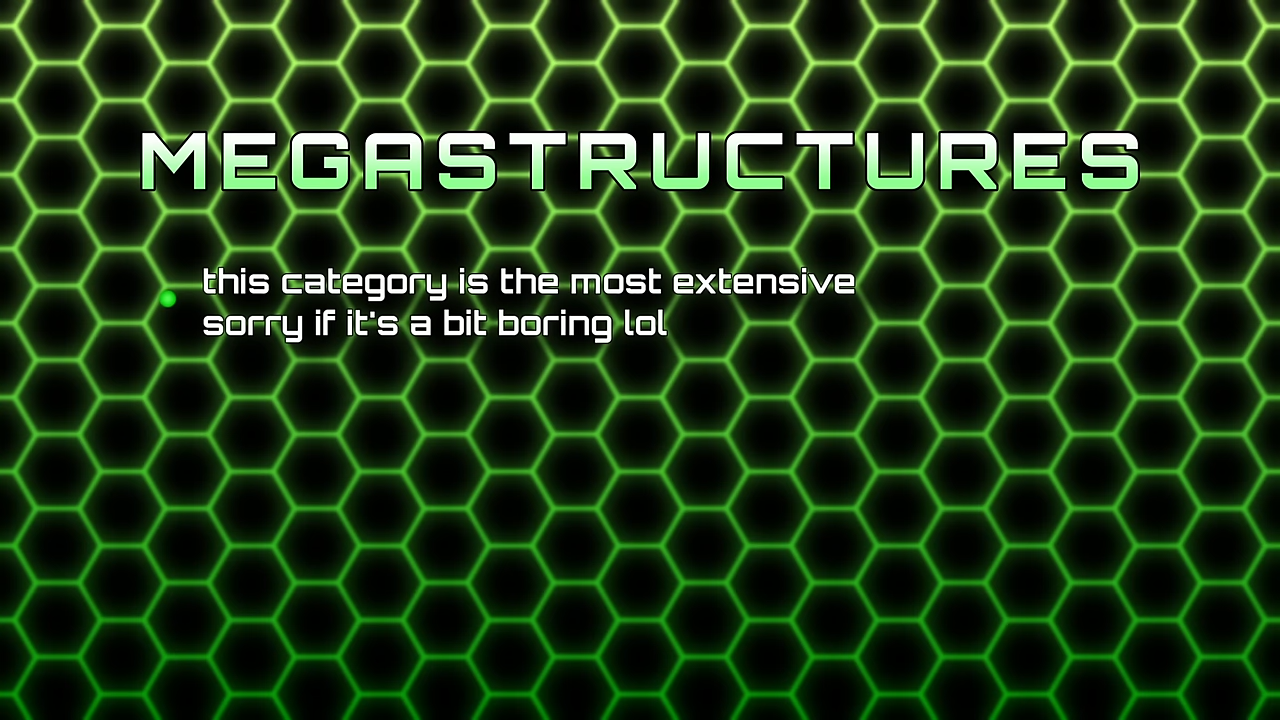 MEGASTRUCTURES
this category is the most extensive
sorry if it's a bit boring lol